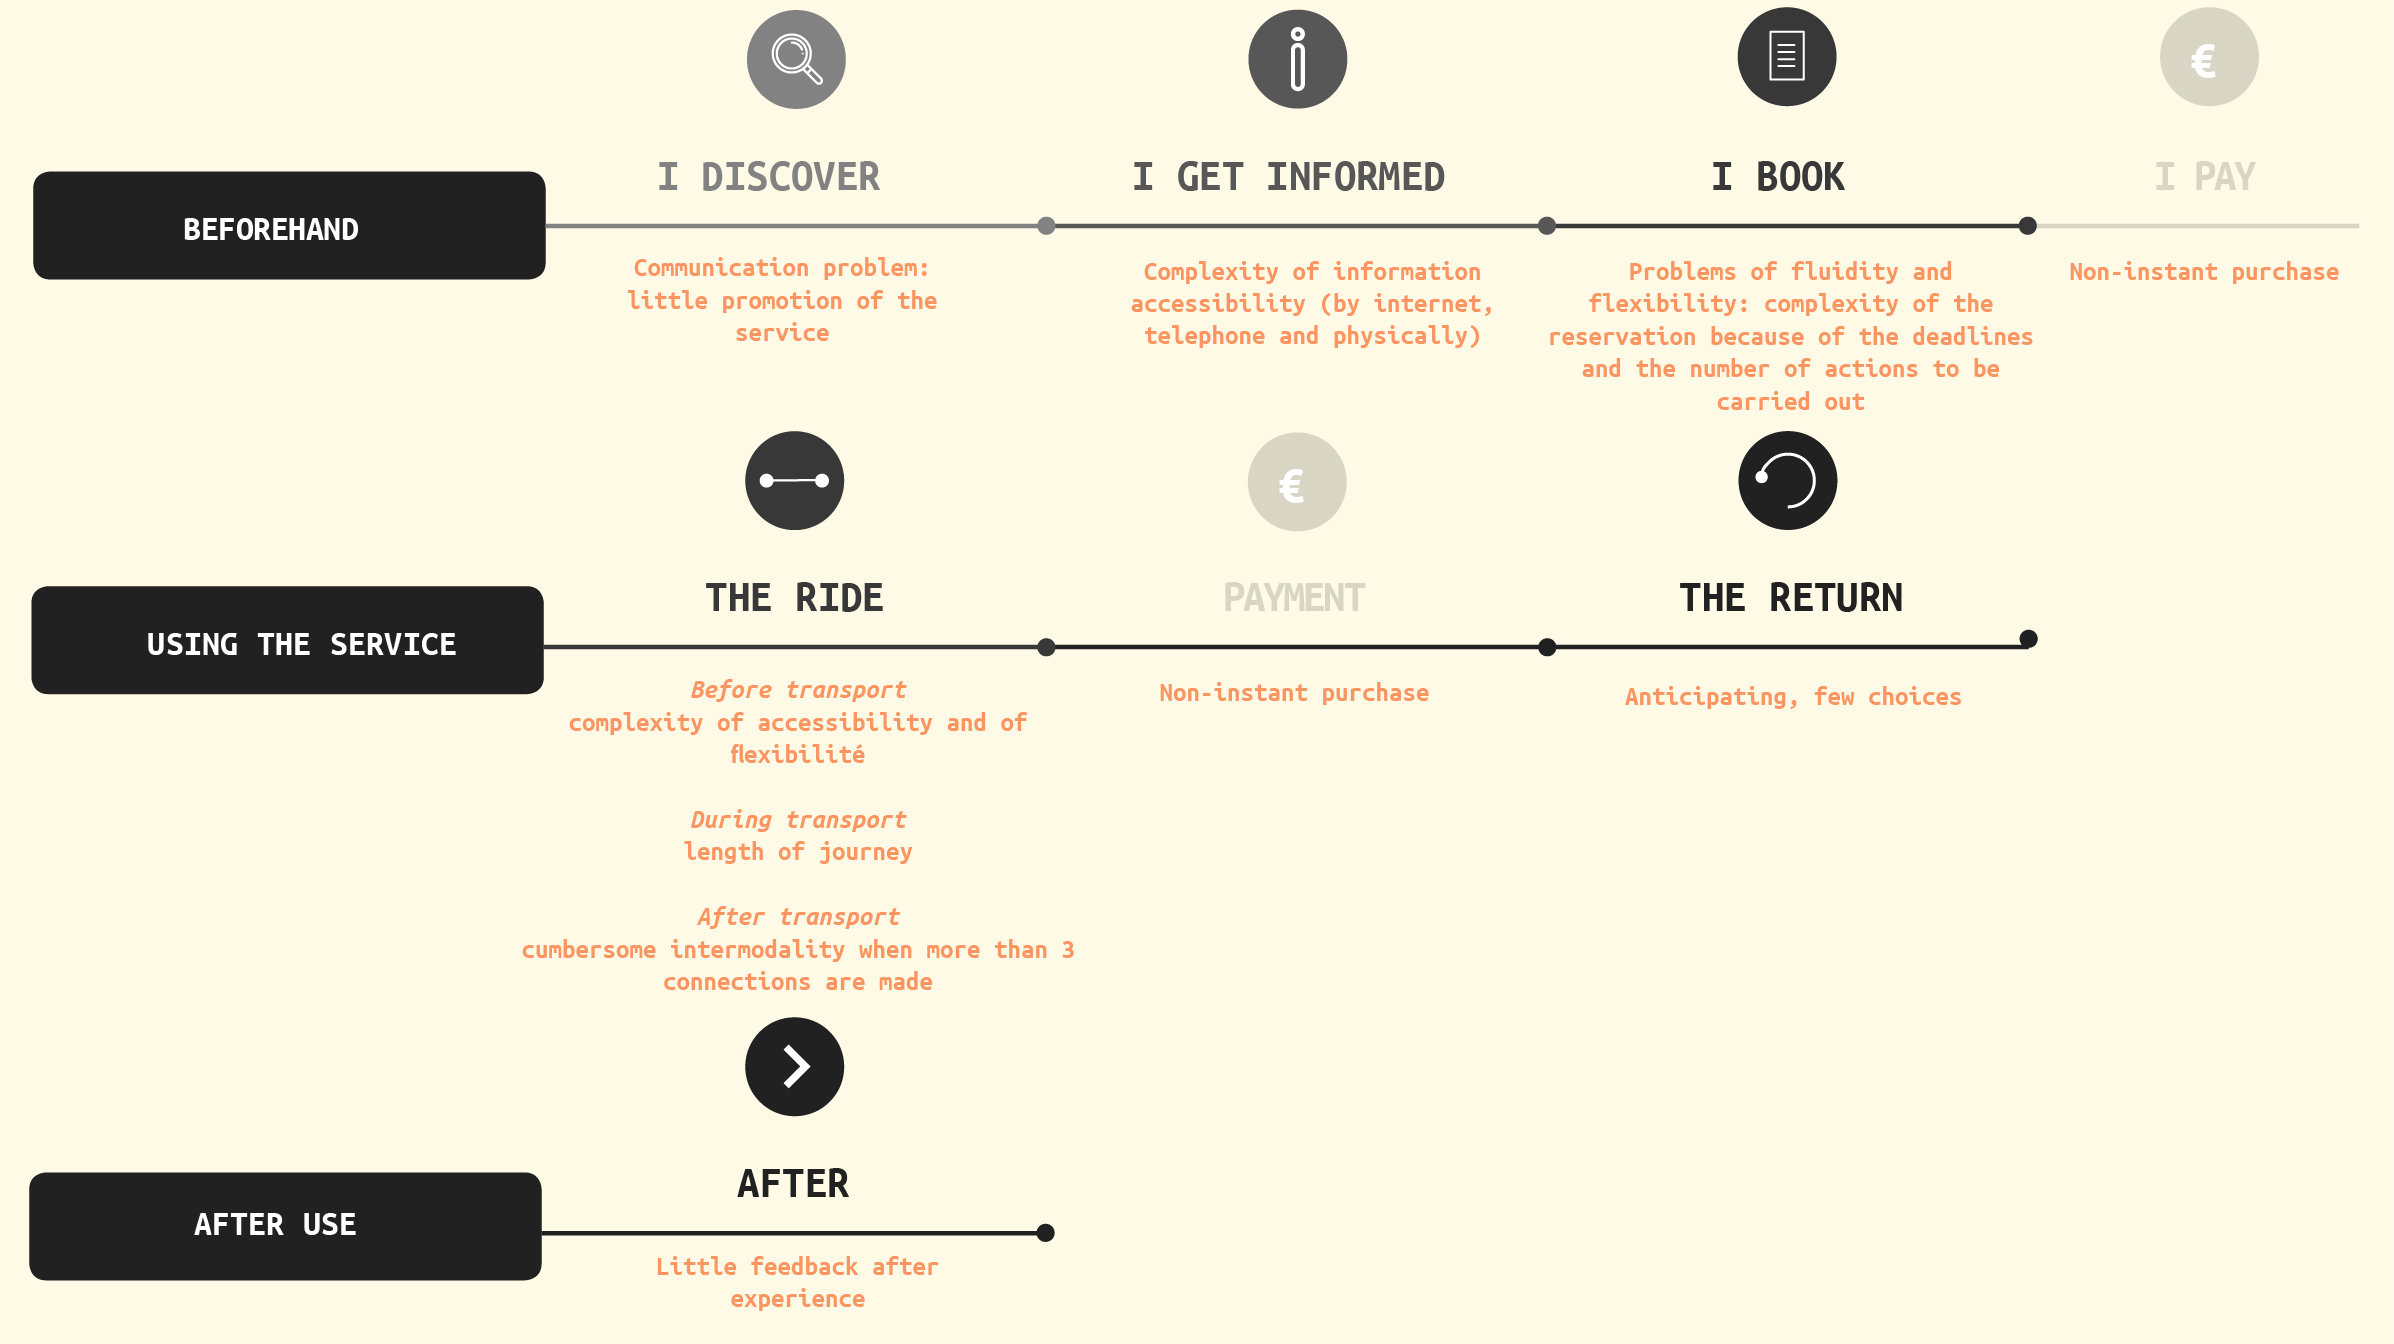 I DISCOVER
I GET INFORMED
I BOOK
€
I PAY
BEFOREHAND
Communication problem:
little promotion of the
service
Complexity of information
accessibility (by internet,
telephone and physically)
Problems of fluidity and
flexibility: complexity of the
reservation because of the deadlines
and the number of actions to be
carried out
Non-instant purchase
USING THE SERVICE
THE RIDE
€
PAYMENT
THE RETURN
Before transport
complexity of accessibility and of
flexibilité
During transport
length of journey
After transport
cumbersome intermodality when more than 3
connections are made
Non-instant purchase
Anticipating, few choices
AFTER USE
AFTER
Little feedback after
experience